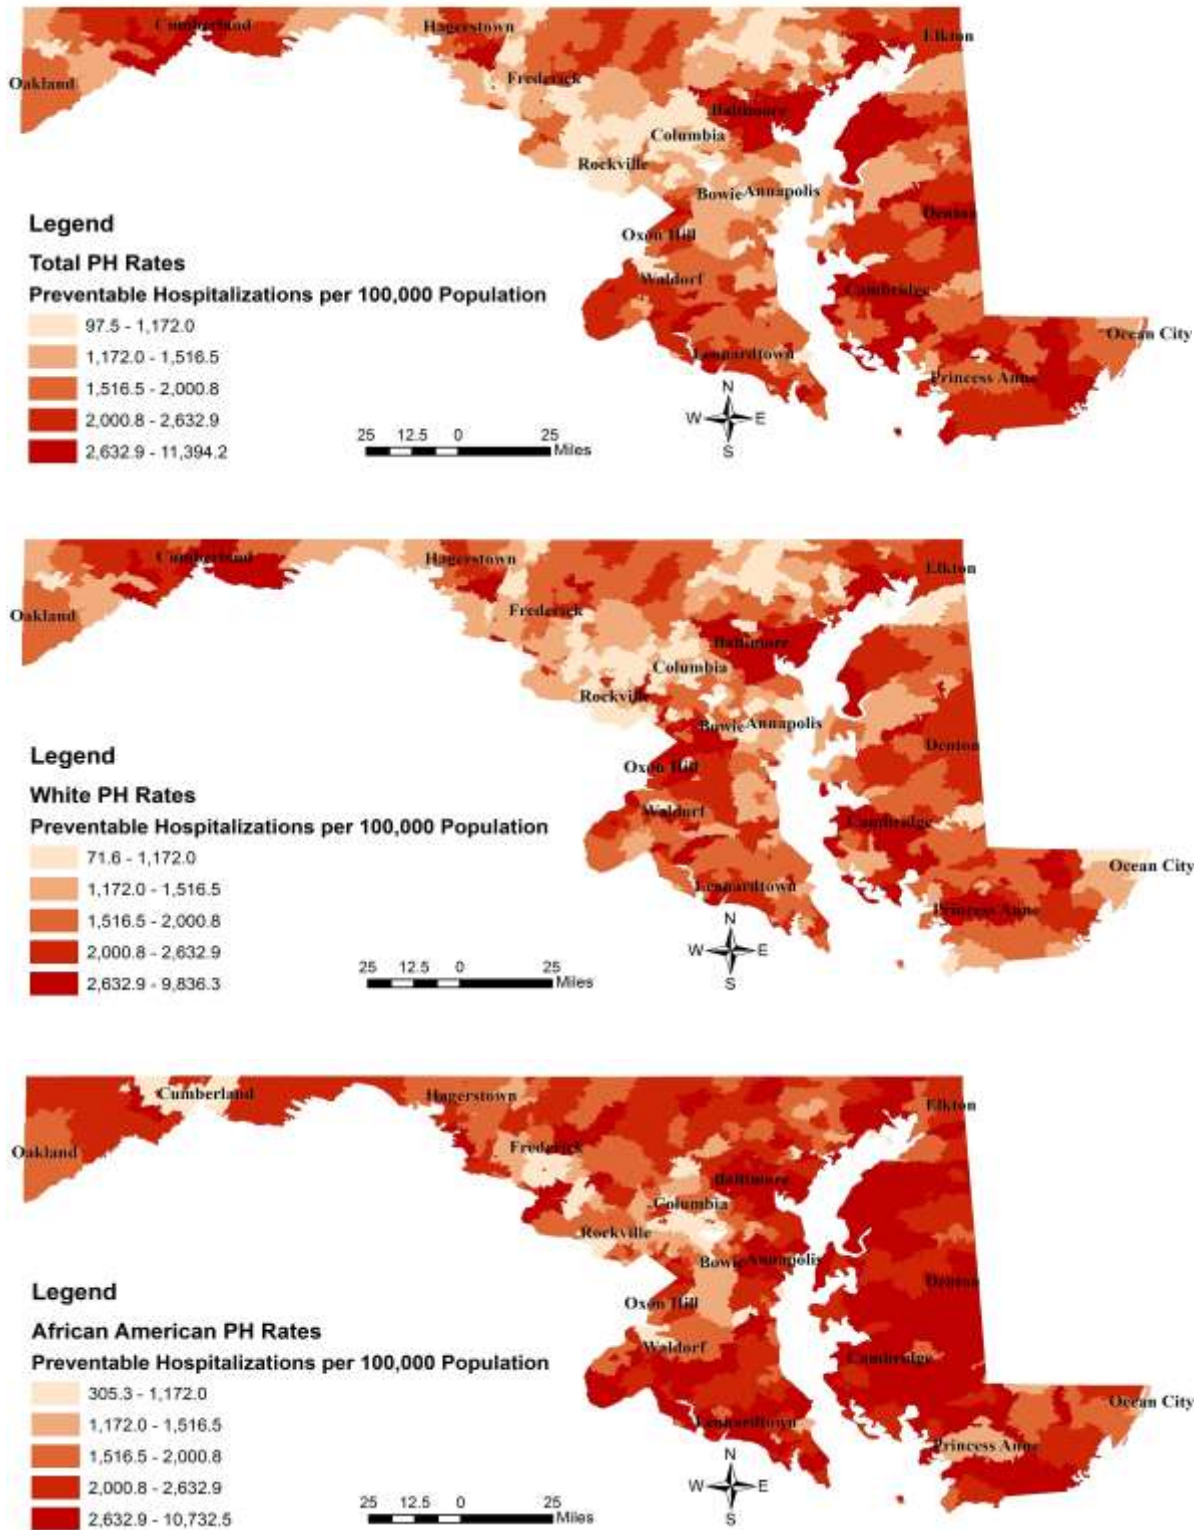 Cumberland
Hagerstown
Elkton
Oakland
Frederick
Baltimore
Columbia
Rockville
Bowie Annapolis
Denton
Oxon Hill
Waldorf
Cambridge
Ocean City
Leonardtown
Princess Anne
Legend
Total PH Rates
Preventable Hospitalizations per 100,000 Population
97.5 - 1,172.0
1,172.0 - 1,516.5
1,516.5 - 2,000.8
2,000.8 - 2,632.9
2,632.9 - 11,394.2
N
W E
S
25 12.5 0 25
Miles
Cumberland
Hagerstown
Elkton
Oakland
Frederick
Baltimore
Columbia
Rockville
Bowie Annapolis
Denton
Oxon Hill
Waldorf
Cambridge
Ocean City
Leonardtown
Princess Anne
Legend
White PH Rates
Preventable Hospitalizations per 100,000 Population
71.6 - 1,172.0
1,172.0 - 1,516.5
1,516.5 - 2,000.8
2,000.8 - 2,632.9
2,632.9 - 9,836.3
N
W E
S
25 12.5 0 25
Miles
Cumberland
Hagerstown
Elkton
Oakland
Frederick
Baltimore
Columbia
Rockville
Bowie Annapolis
Denton
Oxon Hill
Waldorf
Cambridge
Ocean City
Leonardtown
Princess Anne
Legend
African American PH Rates
Preventable Hospitalizations per 100,000 Population
305.3 - 1,172.0
1,172.0 - 1,516.5
1,516.5 - 2,000.8
2,000.8 - 2,632.9
2,632.9 - 10,732.5
N
W E
S
25 12.5 0 25
Miles